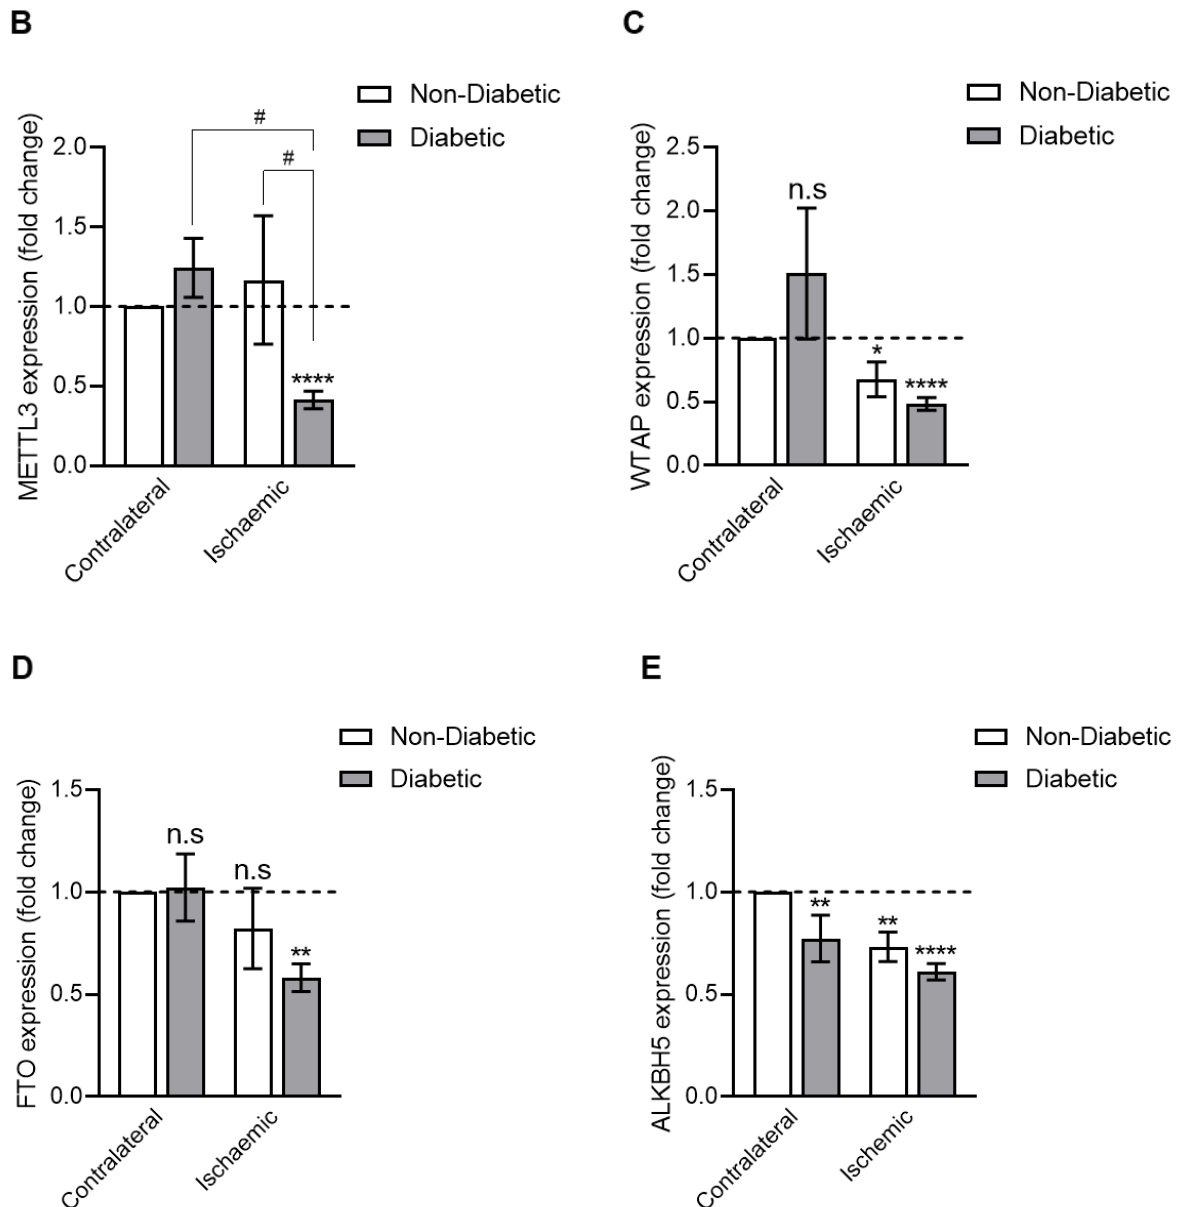 B
Non-Diabetic
Diabetic
#
#
METTL3 expression (fold change)
2.0
1.5
1.0
0.5
0.0
****
Contralateral
Ischaemic
C
Non-Diabetic
Diabetic
WTAP expression (fold change)
2.5
2.0
1.5
1.0
0.5
0.0
n.s
*
****
Contralateral
Ischaemic
D
Non-Diabetic
Diabetic
FTO expression (fold change)
1.5
1.0
0.5
0.0
n.s
n.s
**
Contralateral
Ischaemic
E
Non-Diabetic
Diabetic
ALKBH5 expression (fold change)
1.5
1.0
0.5
0.0
**
**
****
Contralateral
Ischemic